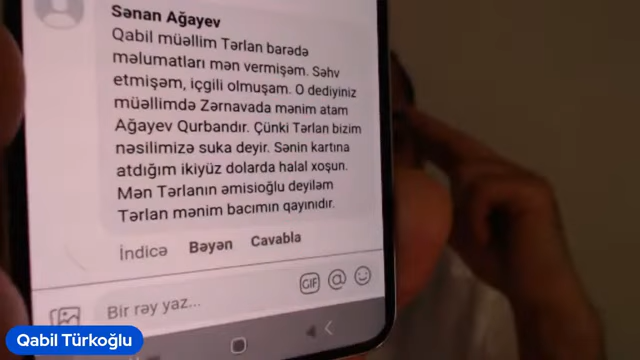 Sənan Ağayev
Qabil müəllim Tərlan barədə
məlumatları mən vermişəm. Səhv
etmişəm, içgili olmuşam. O dediyiniz
müəllimdə Zərnavada mənim atam
Ağayev Qurbandır. Çünki Tərlan bizim
nəsilimizə suka deyir. Sənin kartına
atdığım ikiyüz dolarda halal xoşun.
Mən Tərlanın əmisioğlu deyiləm
Tərlan mənim bacımın qayınıdır.
İndicə Bəyən Cavabla
Bir rəy yaz... GIF @
Qabil Türkoğlu